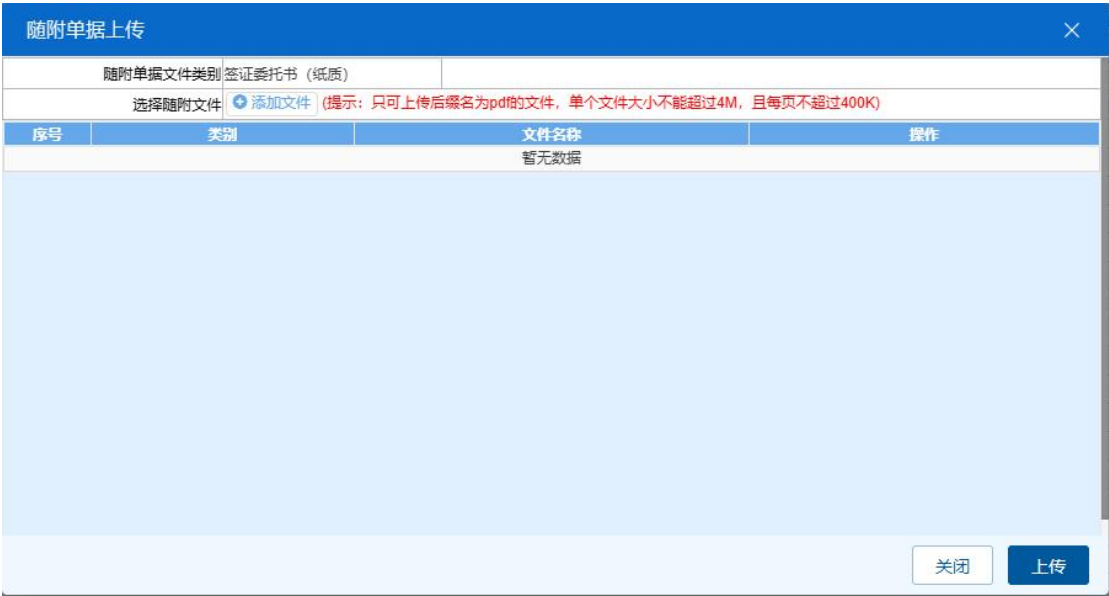 随附单据上传
随附单据文件类别 签证委托书（纸质）
选择随附文件 添加文件 (提示：只可上传后缀名为pdf的文件，单个文件大小不能超过4M，且每页不超过400K)
序号 类别 文件名称 操作
暂无数据
关闭 上传